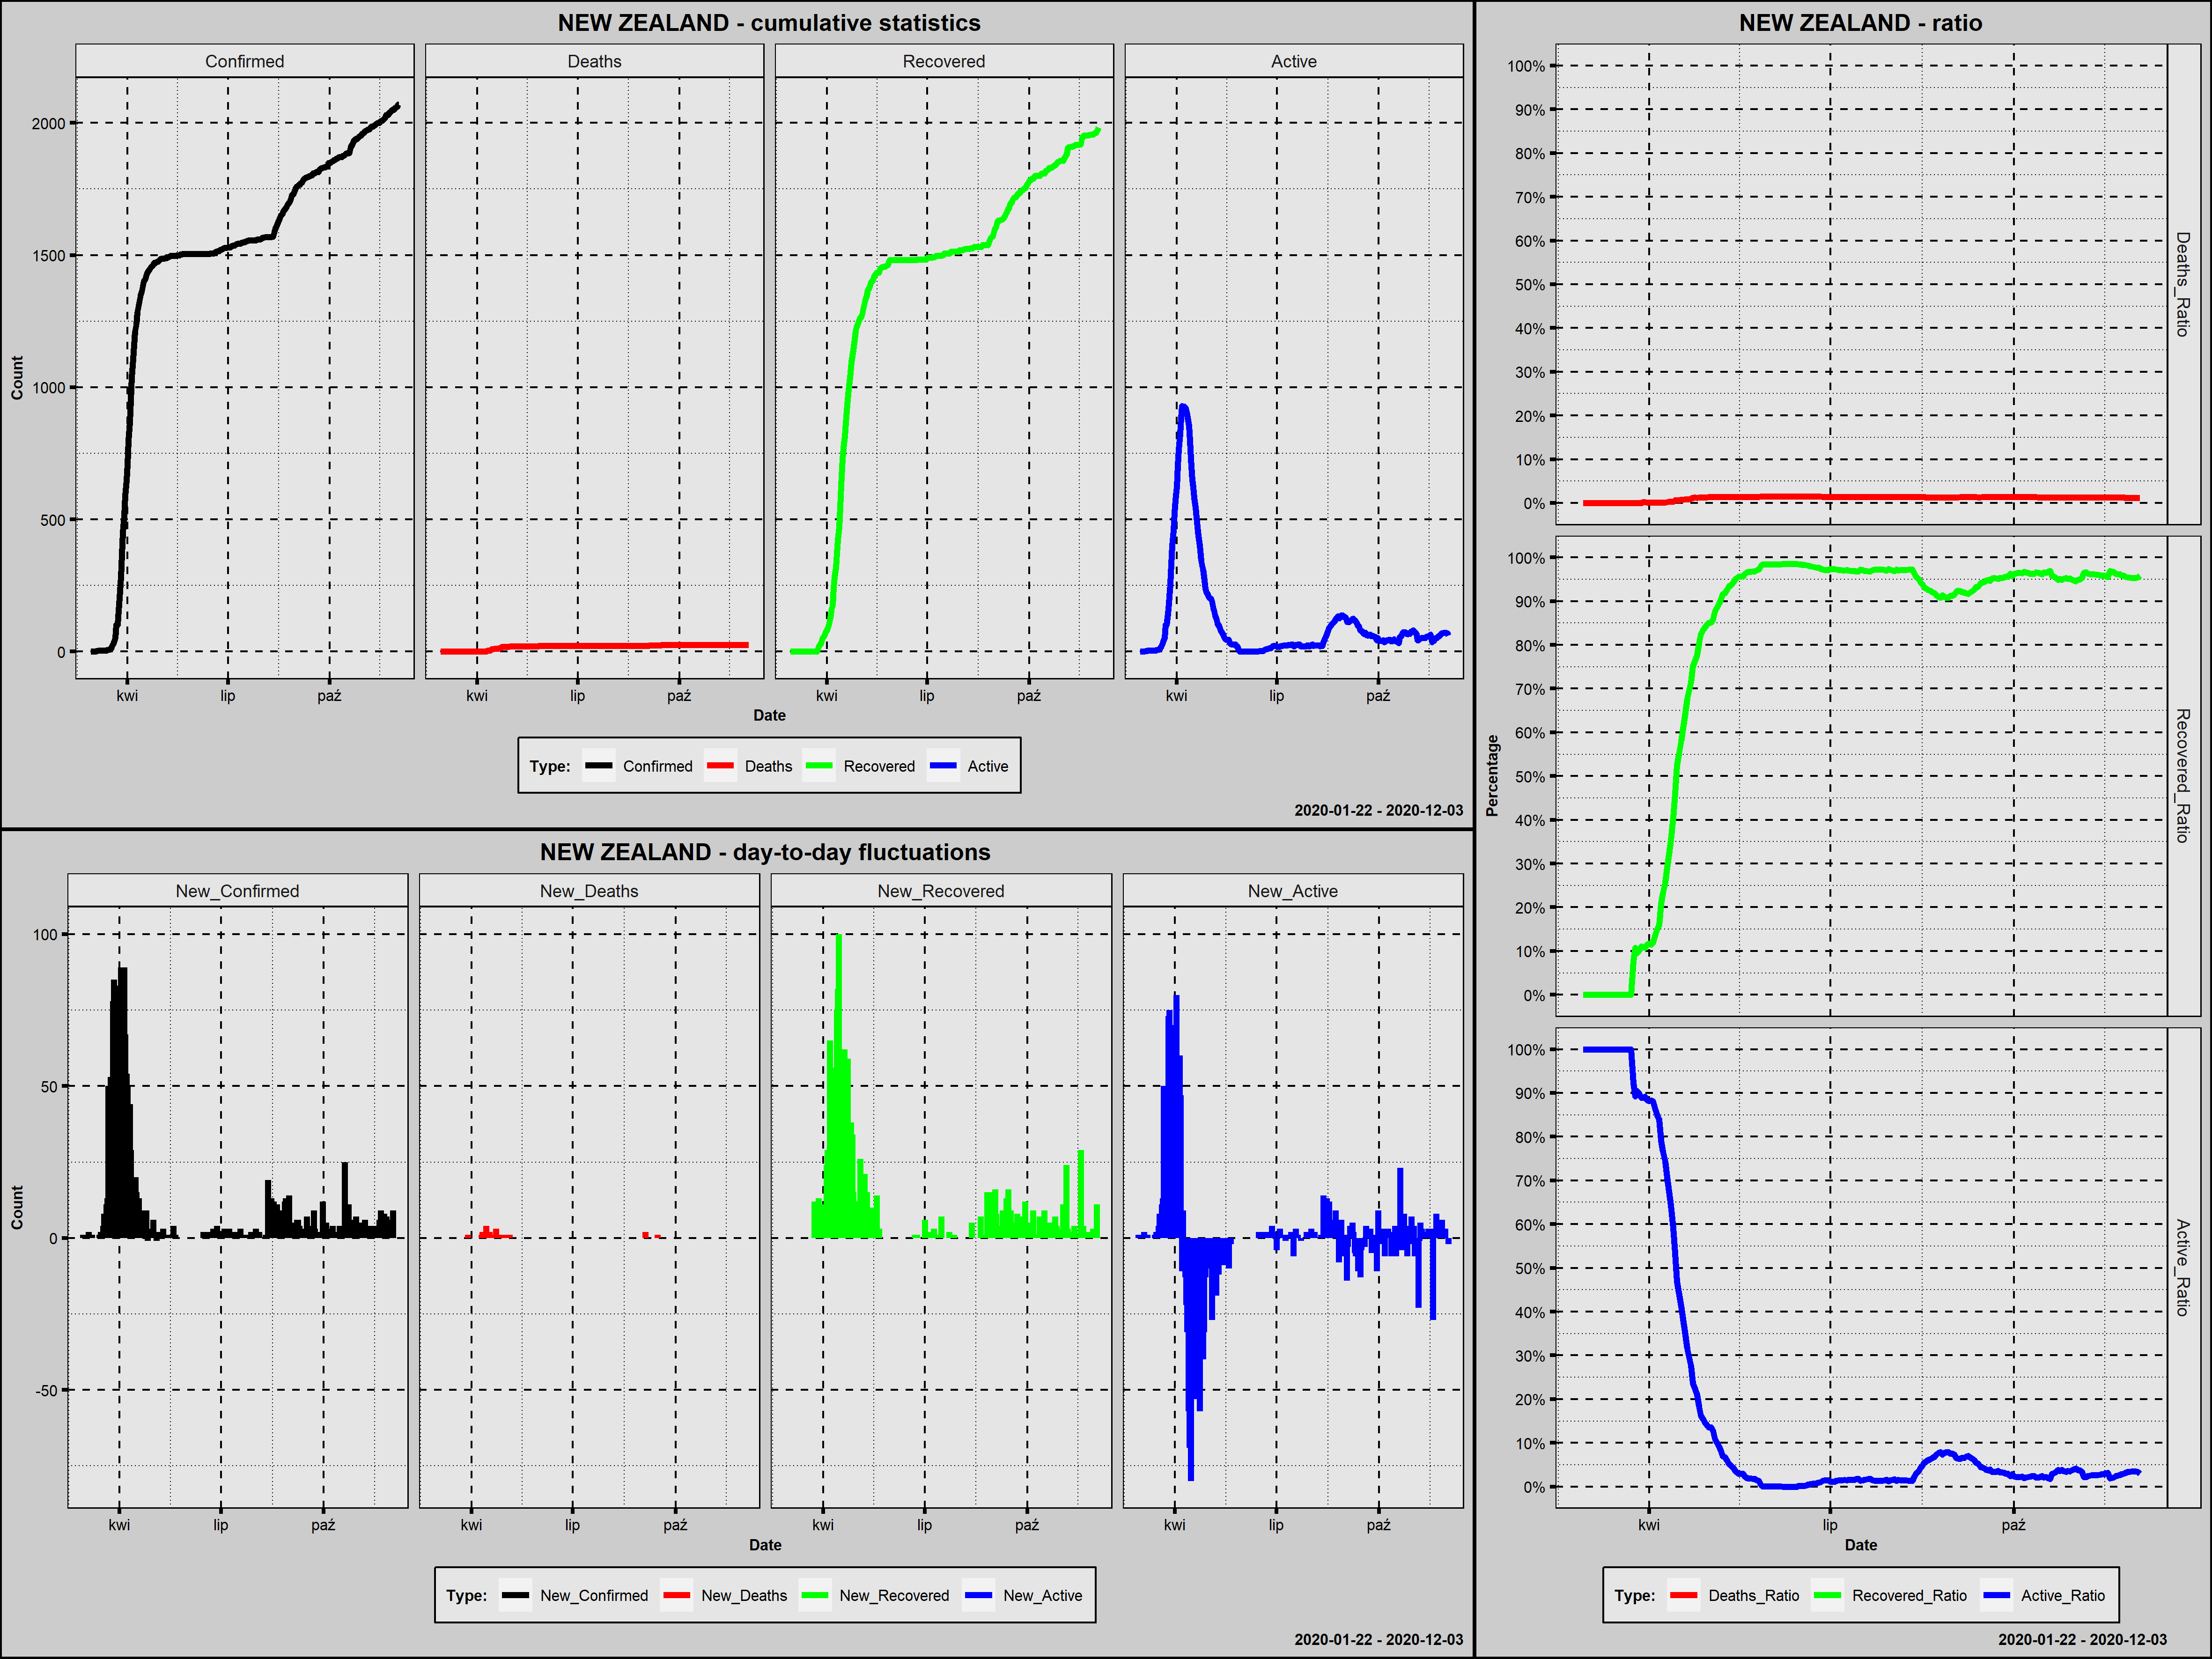 NEW ZEALAND - cumulative statistics
Confirmed Deaths Recovered Active
Count
2000
1500
1000
500
0
kwi lip paź kwi lip paź kwi lip paź kwi lip paź
Date
Type: Confirmed Deaths Recovered Active
2020-01-22 - 2020-12-03
NEW ZEALAND - day-to-day fluctuations
New_Confirmed New_Deaths New_Recovered New_Active
Count
100
50
0
-50
kwi lip paź kwi lip paź kwi lip paź kwi lip paź
Date
Type: New_Confirmed New_Deaths New_Recovered New_Active
2020-01-22 - 2020-12-03
NEW ZEALAND - ratio
Percentage
100%
90%
80%
70%
60%
50%
40%
30%
20%
10%
0%
Deaths_Ratio
100%
90%
80%
70%
60%
50%
40%
30%
20%
10%
0%
Recovered_Ratio
100%
90%
80%
70%
60%
50%
40%
30%
20%
10%
0%
Active_Ratio
kwi lip paź
Date
Type: Deaths_Ratio Recovered_Ratio Active_Ratio
2020-01-22 - 2020-12-03